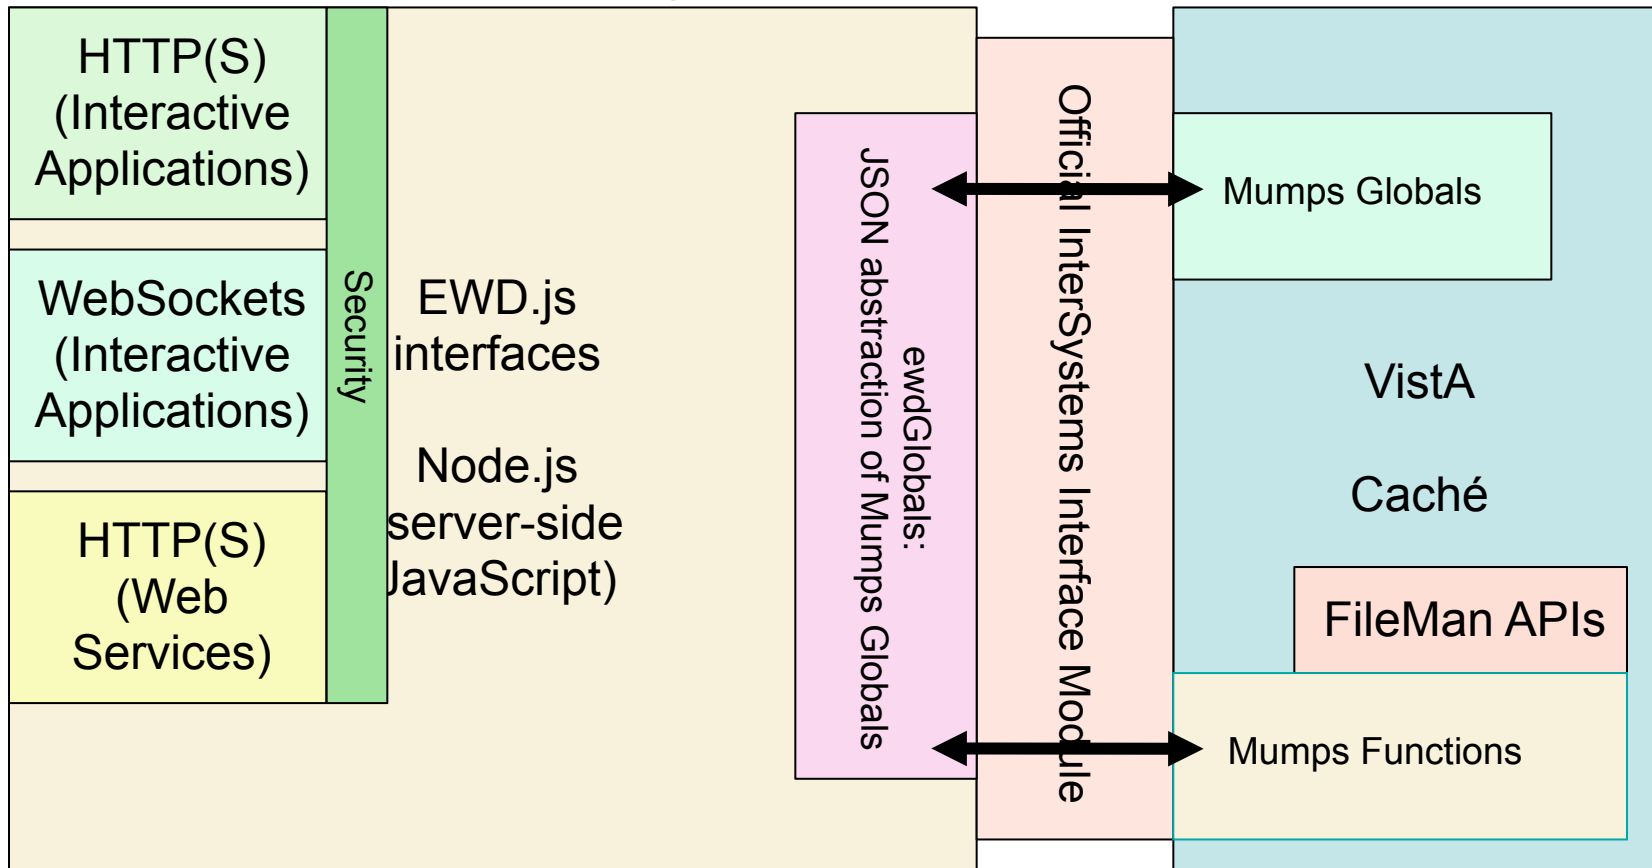 HTTP(S)
(Interactive
Applications)
WebSockets
(Interactive
Applications)
HTTP(S)
(Web
Services)
Security
EWD.js
interfaces
Node.js
server-side
JavaScript)
ewdGlobals:
JSON abstraction of Mumps Globals
Official InterSystems Interface Module
Mumps Globals
VistA
Caché
FileMan APIs
Mumps Functions